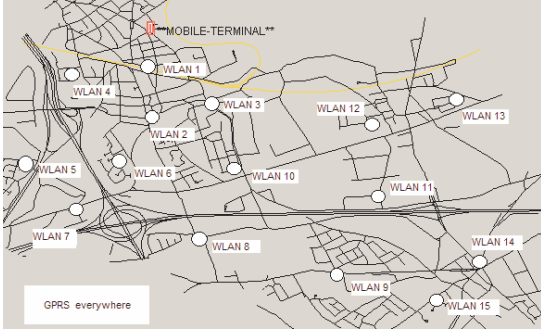 **MOBILE-TERMINAL**
WLAN 1
WLAN 4
WLAN 3
WLAN 12
WLAN 13
WLAN 2
WLAN 5
WLAN 6
WLAN 10
WLAN 11
WLAN 7
WLAN 8
WLAN 14
WLAN 9
GPRS everywhere
WLAN 15